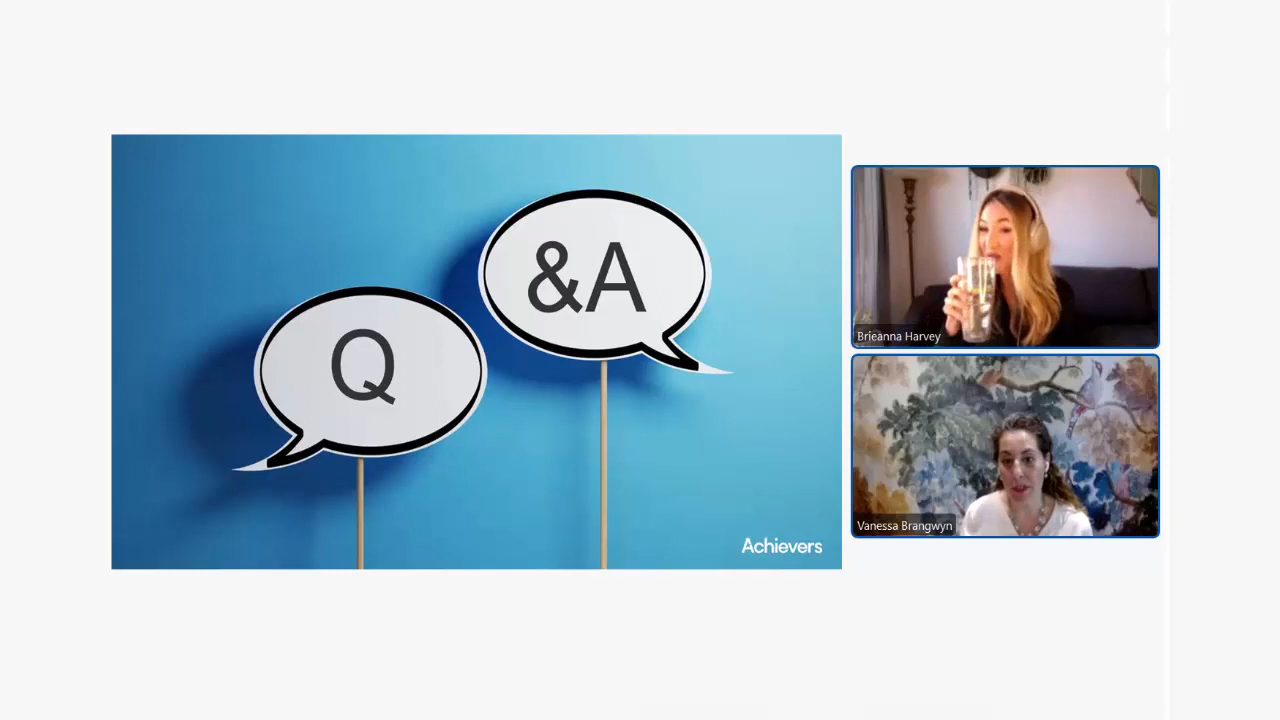 Q
&A
Achievers
Brieanna Harvey
Vanessa Brangwyn